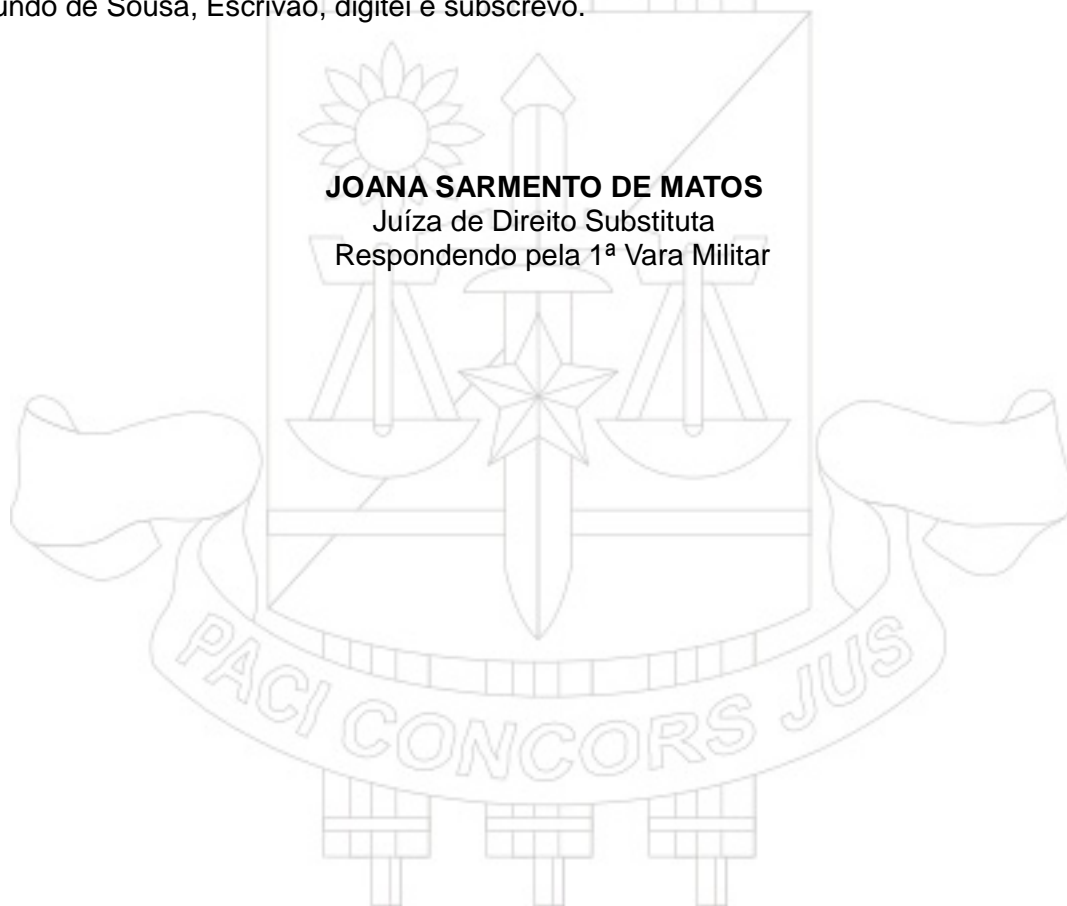 undo de Sousa, Escrivão, digitei e subscrevo.
JOANA SARMENTO DE MATOS
Juíza de Direito Substituta
Respondendo pela 1ª Vara Militar
PACI CONCORS JUS